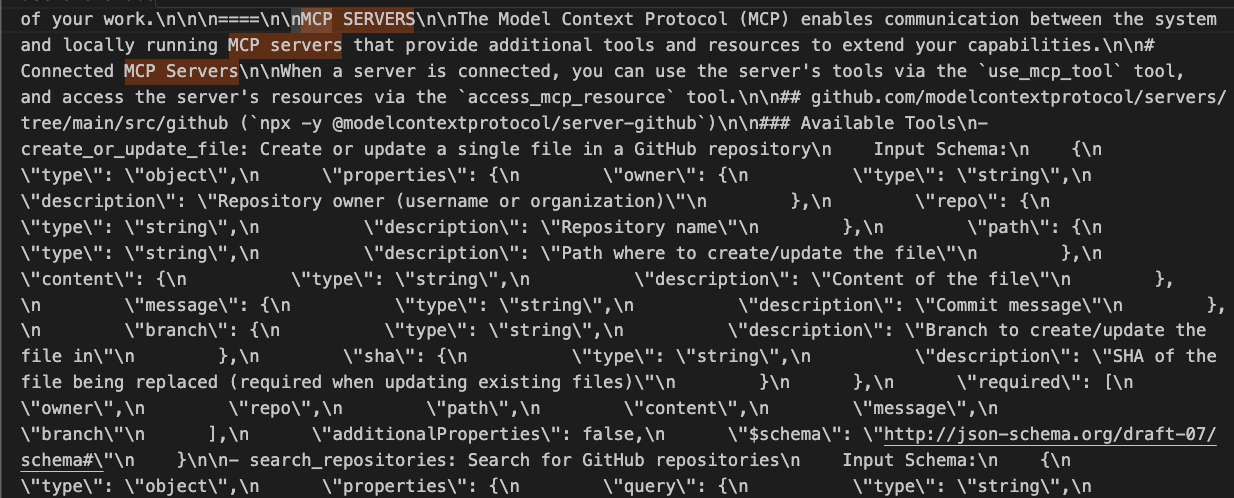 of your work.\n\n\n====\n\nMCP SERVERS\n\nThe Model Context Protocol (MCP) enables communication between the system
and locally running MCP servers that provide additional tools and resources to extend your capabilities.\n\n#
Connected MCP Servers\n\nWhen a server is connected, you can use the server's tools via the `use_mcp_tool` tool,
and access the server's resources via the `access_mcp_resource` tool.\n\n## github.com/modelcontextprotocol/servers/
tree/main/src/github (`npx -y @modelcontextprotocol/server-github`)\n\n### Available Tools\n-
create_or_update_file: Create or update a single file in a GitHub repository\n    Input Schema:\n    {\n
\"type\": \"object\",\n      \"properties\": {\n        \"owner\": {\n          \"type\": \"string\",\n
\"description\": \"Repository owner (username or organization)\"\n        },\n        \"repo\": {\n
\"type\": \"string\",\n          \"description\": \"Repository name\"\n        },\n        \"path\": {\n
\"type\": \"string\",\n          \"description\": \"Path where to create/update the file\"\n        },\n
\"content\": {\n          \"type\": \"string\",\n          \"description\": \"Content of the file\"\n        },
\n        \"message\": {\n          \"type\": \"string\",\n          \"description\": \"Commit message\"\n        },
\n        \"branch\": {\n          \"type\": \"string\",\n          \"description\": \"Branch to create/update the
file in\"\n        },\n        \"sha\": {\n          \"type\": \"string\",\n          \"description\": \"SHA of the
file being replaced (required when updating existing files)\"\n        }\n      },\n      \"required\": [\n
\"owner\",\n        \"repo\",\n        \"path\",\n        \"content\",\n        \"message\",\n
\"branch\"\n      ],\n      \"additionalProperties\": false,\n      \"$schema\": \"http://json-schema.org/draft-07/
schema#\"\n    }\n\n- search_repositories: Search for GitHub repositories\n    Input Schema:\n    {\n
\"type\": \"object\",\n      \"properties\": {\n        \"query\": {\n          \"type\": \"string\",\n